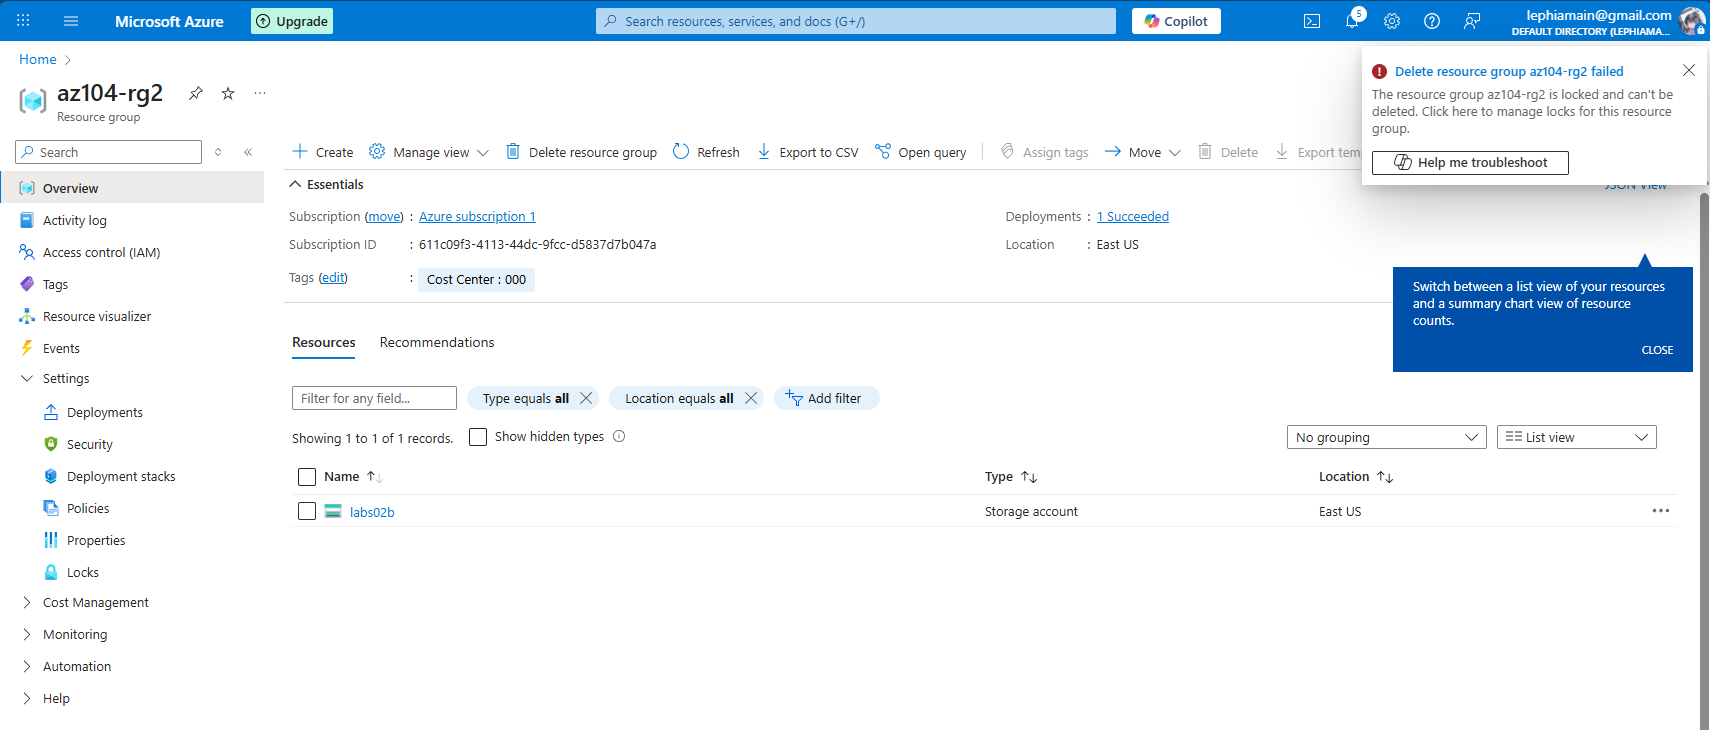 Microsoft Azure
Upgrade
Search resources, services, and docs (G+/)
Copilot
5
lephiamain@gmail.com
DEFAULT DIRECTORY (LEPHIAMA...
Home
az104-rg2
Resource group
Delete resource group az104-rg2 failed
The resource group az104-rg2 is locked and can't be
deleted. Click here to manage locks for this resource
group.
Help me troubleshoot
Search
Create
Manage view
Delete resource group
Refresh
Export to CSV
Open query
Assign tags
Move
Delete
Export tem
Overview
Activity log
Access control (IAM)
Tags
Resource visualizer
Events
Settings
Deployments
Security
Deployment stacks
Policies
Properties
Locks
Cost Management
Monitoring
Automation
Help
Essentials
JSON View
Subscription (move) : Azure subscription 1
Subscription ID : 611c09f3-4113-44dc-9fcc-d5837d7b047a
Tags (edit) : Cost Center : 000
Deployments : 1 Succeeded
Location : East US
Switch between a list view of your resources
and a summary chart view of resource
counts.
CLOSE
Resources
Recommendations
Filter for any field...
Type equals all
Location equals all
Add filter
Showing 1 to 1 of 1 records.
Show hidden types
No grouping
List view
Name
Type
Location
labs02b
Storage account
East US